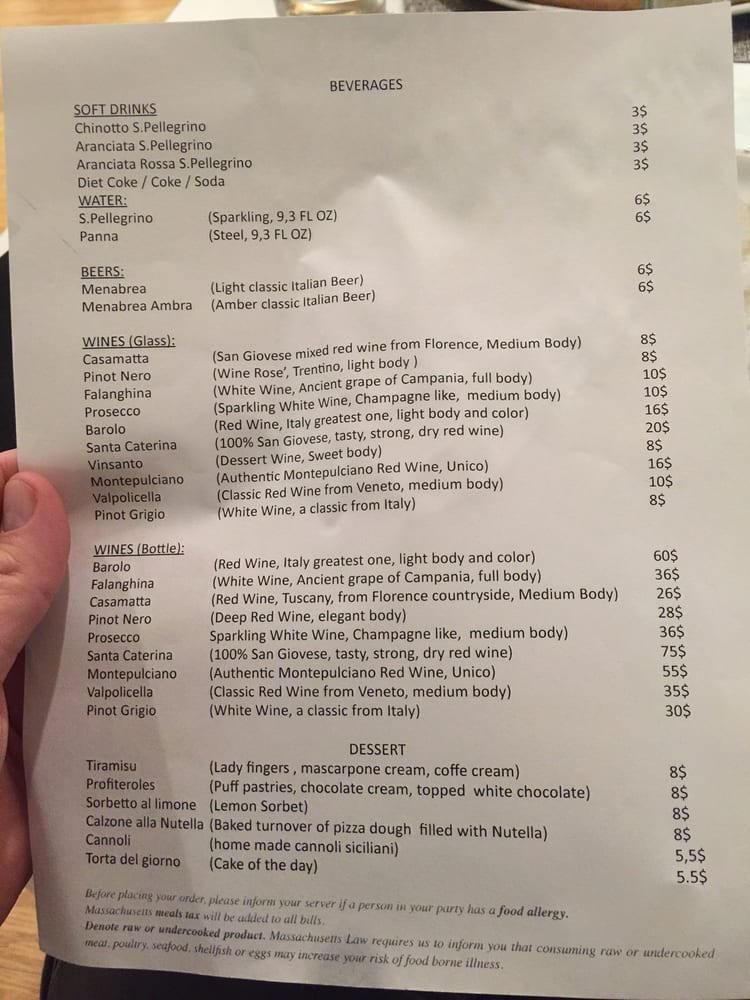 BEVERAGES
SOFT DRINKS
Chinotto S.Pellegrino 3$
Aranciata S.Pellegrino 3$
Aranciata Rossa S.Pellegrino 3$
Diet Coke / Coke / Soda 3$
WATER:
S.Pellegrino (Sparkling, 9,3 FL OZ) 6$
Panna (Steel, 9,3 FL OZ) 6$
BEERS:
Menabrea (Light classic Italian Beer) 6$
Menabrea Ambra (Amber classic Italian Beer) 6$
WINES (Glass):
Casamatta (San Giovese mixed red wine from Florence, Medium Body) 8$
Pinot Nero (Wine Rose', Trentino, light body ) 8$
Falanghina (White Wine, Ancient grape of Campania, full body) 10$
Prosecco (Sparkling White Wine, Champagne like, medium body) 10$
Barolo (Red Wine, Italy greatest one, light body and color) 16$
Santa Caterina (100% San Giovese, tasty, strong, dry red wine) 20$
Vinsanto (Dessert Wine, Sweet body) 8$
Montepulciano (Authentic Montepulciano Red Wine, Unico) 16$
Valpolicella (Classic Red Wine from Veneto, medium body) 10$
Pinot Grigio (White Wine, a classic from Italy) 8$
WINES (Bottle):
Barolo (Red Wine, Italy greatest one, light body and color) 60$
Falanghina (White Wine, Ancient grape of Campania, full body) 36$
Casamatta (Red Wine, Tuscany, from Florence countryside, Medium Body) 26$
Pinot Nero (Deep Red Wine, elegant body) 28$
Prosecco Sparkling White Wine, Champagne like, medium body) 36$
Santa Caterina (100% San Giovese, tasty, strong, dry red wine) 75$
Montepulciano (Authentic Montepulciano Red Wine, Unico) 55$
Valpolicella (Classic Red Wine from Veneto, medium body) 35$
Pinot Grigio (White Wine, a classic from Italy) 30$
DESSERT
Tiramisu (Lady fingers , mascarpone cream, coffe cream) 8$
Profiteroles (Puff pastries, chocolate cream, topped white chocolate) 8$
Sorbetto al limone (Lemon Sorbet) 8$
Calzone alla Nutella (Baked turnover of pizza dough filled with Nutella) 8$
Cannoli (home made cannoli siciliani) 5,5$
Torta del giorno (Cake of the day) 5.5$
Before placing your order, please inform your server if a person in your party has a food allergy.
Massachusetts meals tax will be added to all bills.
Denote raw or undercooked product. Massachusetts Law requires us to inform you that consuming raw or undercooked
meat, poultry, seafood, shellfish or eggs may increase your risk of food borne illness.